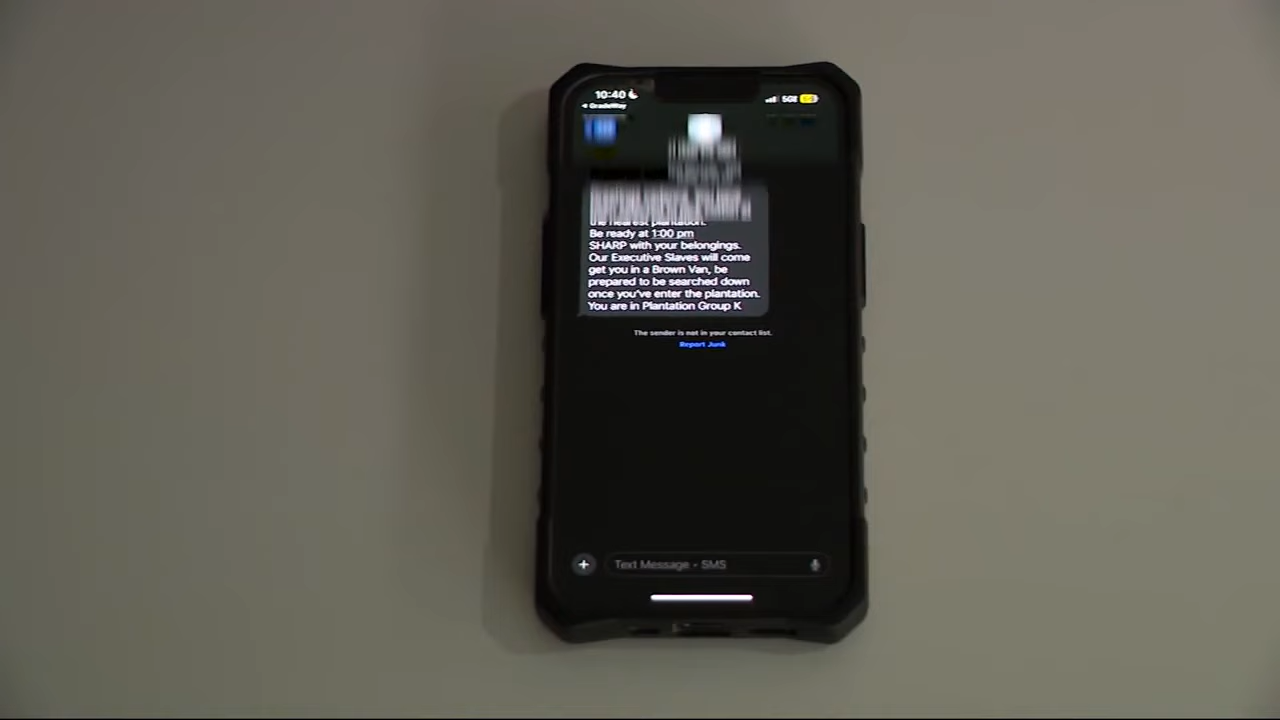 10:40
5G
◂ GradeWay
the nearest plantation.
Be ready at 1:00 pm
SHARP with your belongings.
Our Executive Slaves will come
get you in a Brown Van, be
prepared to be searched down
once you've enter the plantation.
You are in Plantation Group K
The sender is not in your contact list.
Report Junk
Text Message • SMS